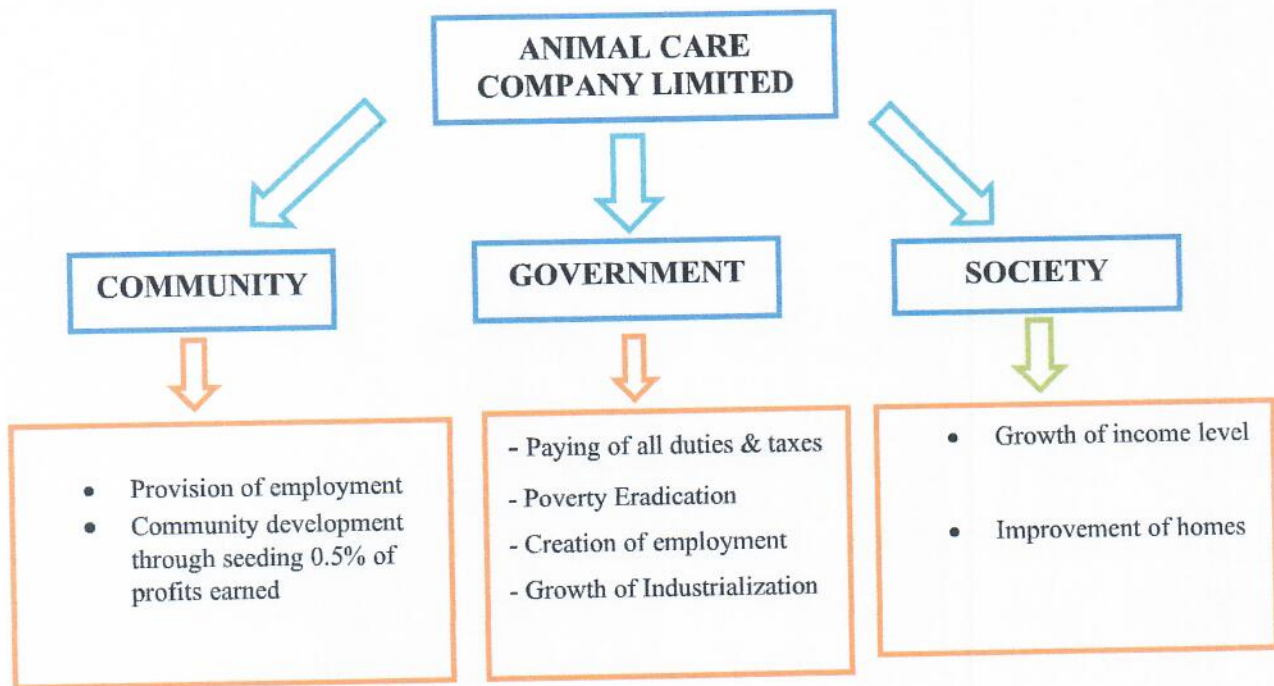 ANIMAL CARE
COMPANY LIMITED
COMMUNITY
GOVERNMENT
SOCIETY
• Provision of employment
• Community development
through seeding 0.5% of
profits earned
- Paying of all duties & taxes
- Poverty Eradication
- Creation of employment
- Growth of Industrialization
• Growth of income level
• Improvement of homes